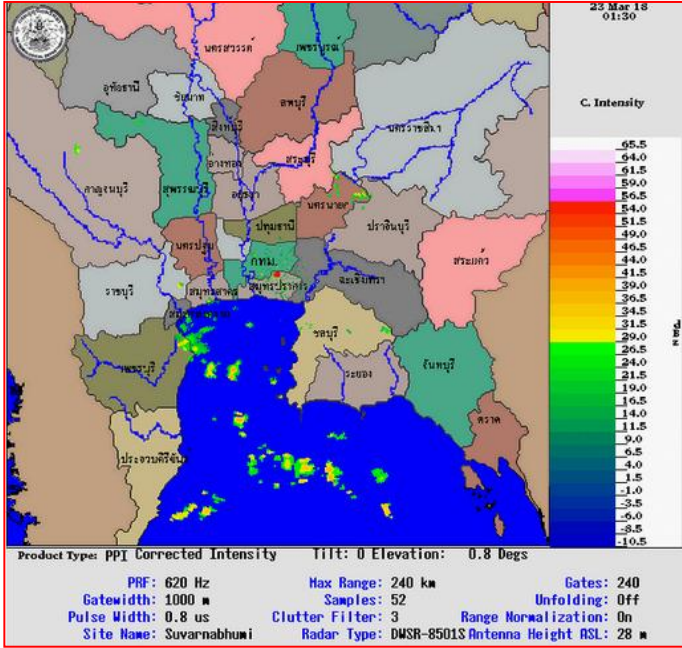 23 Mar 18
01:30
นครสวรรค์
เพชรบูรณ์
อุทัยธานี
ชัยนาท
ลพบุรี
C. Intensity
สิงห์บุรี
นครราชสีมา
อ่างทอง
สระบุรี
กาญจนบุรี
สุพรรณบุรี
อยุธยา
นครนายก
ปราจีนบุรี
ปทุมธานี
นครปฐม
กทม.
สระแก้ว
ราชบุรี
สมุทรสาคร
สมุทรปราการ
ฉะเชิงเทรา
ชลบุรี
เพชรบุรี
ระยอง
จันทบุรี
ตราด
ประจวบคีรีขันธ์
65.5
64.0
61.5
59.0
56.5
54.0
51.5
49.0
46.5
44.0
41.5
39.0
36.5
34.0
31.5
29.0
26.5
24.0
21.5
19.0
16.5
14.0
11.5
9.0
6.5
4.0
1.5
-1.0
-3.5
-6.0
-8.5
-10.5
Product Type: PPI Corrected Intensity Tilt: 0 Elevation: 0.8 Degs
PRF: 620 Hz Max Range: 240 km Gates: 240
Gatewidth: 1000 m Samples: 52 Unfolding: Off
Pulse Width: 0.8 us Clutter Filter: 3 Range Normalization: On
Site Name: Suvarnabhumi Radar Type: DWSR-8501S Antenna Height ASL: 28 m